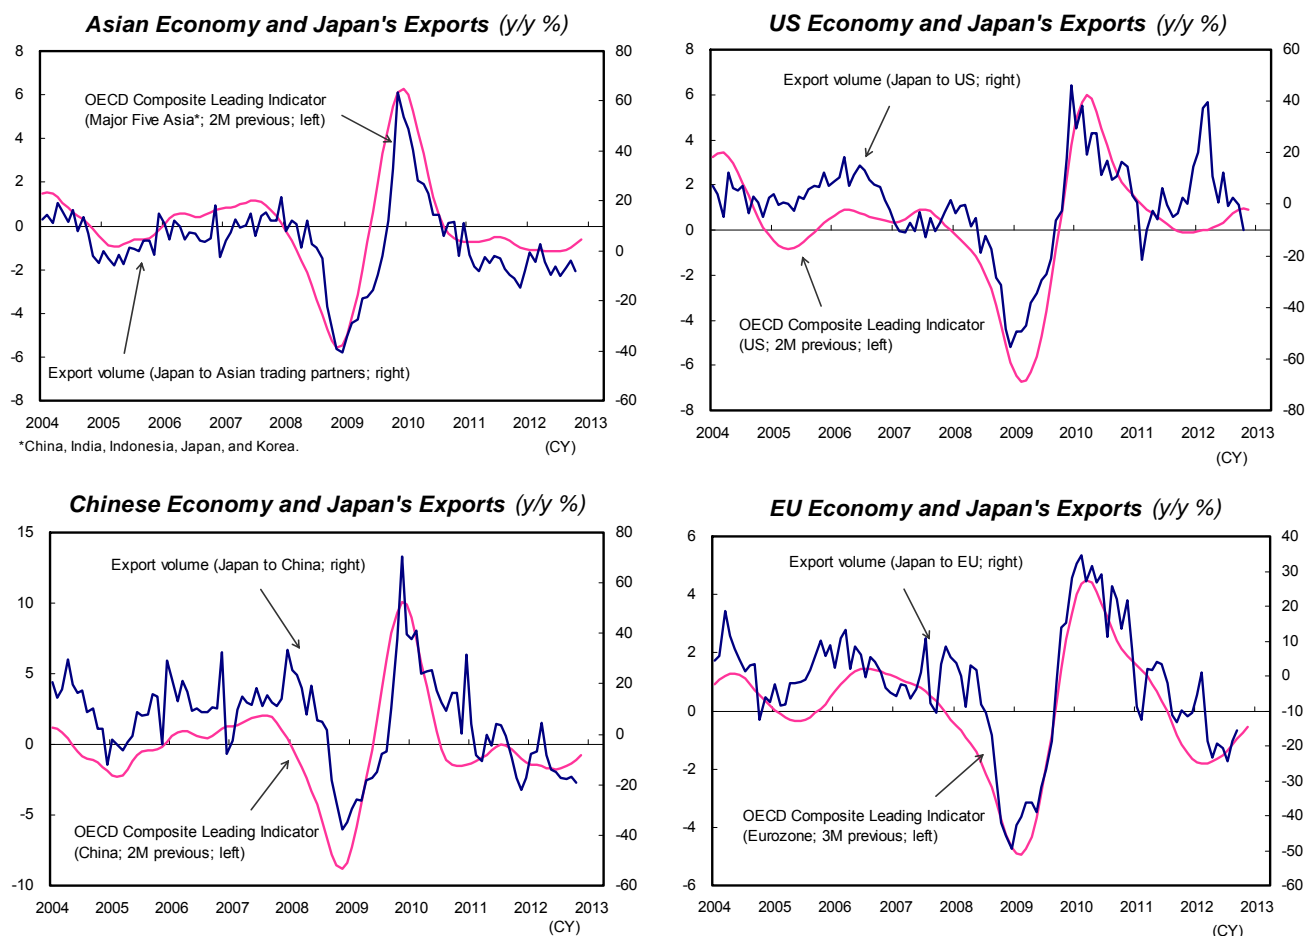 Asian Economy and Japan's Exports (y/y %)
8
6
4
2
0
-2
-4
-6
-8
80
60
40
20
0
-20
-40
-60
OECD Composite Leading Indicator
(Major Five Asia*; 2M previous; left)
Export volume (Japan to Asian trading partners; right)
2004 2005 2006 2007 2008 2009 2010 2011 2012 2013
*China, India, Indonesia, Japan, and Korea.
(CY)
US Economy and Japan's Exports (y/y %)
8
6
4
2
0
-2
-4
-6
-8
60
40
20
0
-20
-40
-60
-80
Export volume (Japan to US; right)
OECD Composite Leading Indicator
(US; 2M previous; left)
2004 2005 2006 2007 2008 2009 2010 2011 2012 2013
(CY)
Chinese Economy and Japan's Exports (y/y %)
15
10
5
0
-5
-10
80
60
40
20
0
-20
-40
-60
Export volume (Japan to China; right)
OECD Composite Leading Indicator
(China; 2M previous; left)
2004 2005 2006 2007 2008 2009 2010 2011 2012 2013
(CY)
EU Economy and Japan's Exports (y/y %)
6
4
2
0
-2
-4
-6
40
30
20
10
0
-10
-20
-30
-40
-50
-60
Export volume (Japan to EU; right)
OECD Composite Leading Indicator
(Eurozone; 3M previous; left)
2004 2005 2006 2007 2008 2009 2010 2011 2012 2013
(CY)